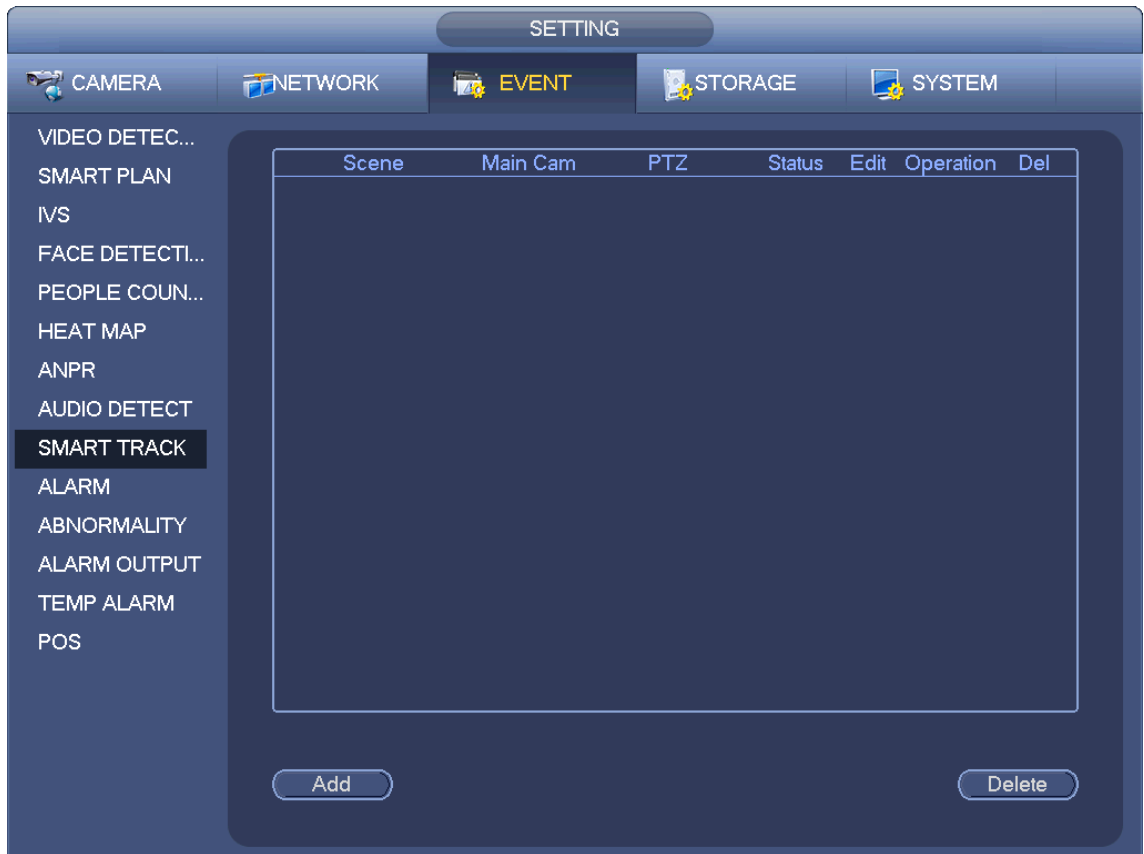 SETTING
CAMERA NETWORK EVENT STORAGE SYSTEM
VIDEO DETEC...
SMART PLAN
IVS
FACE DETECTI...
PEOPLE COUN...
HEAT MAP
ANPR
AUDIO DETECT
SMART TRACK
ALARM
ABNORMALITY
ALARM OUTPUT
TEMP ALARM
POS
Scene Main Cam PTZ Status Edit Operation Del
Add Delete